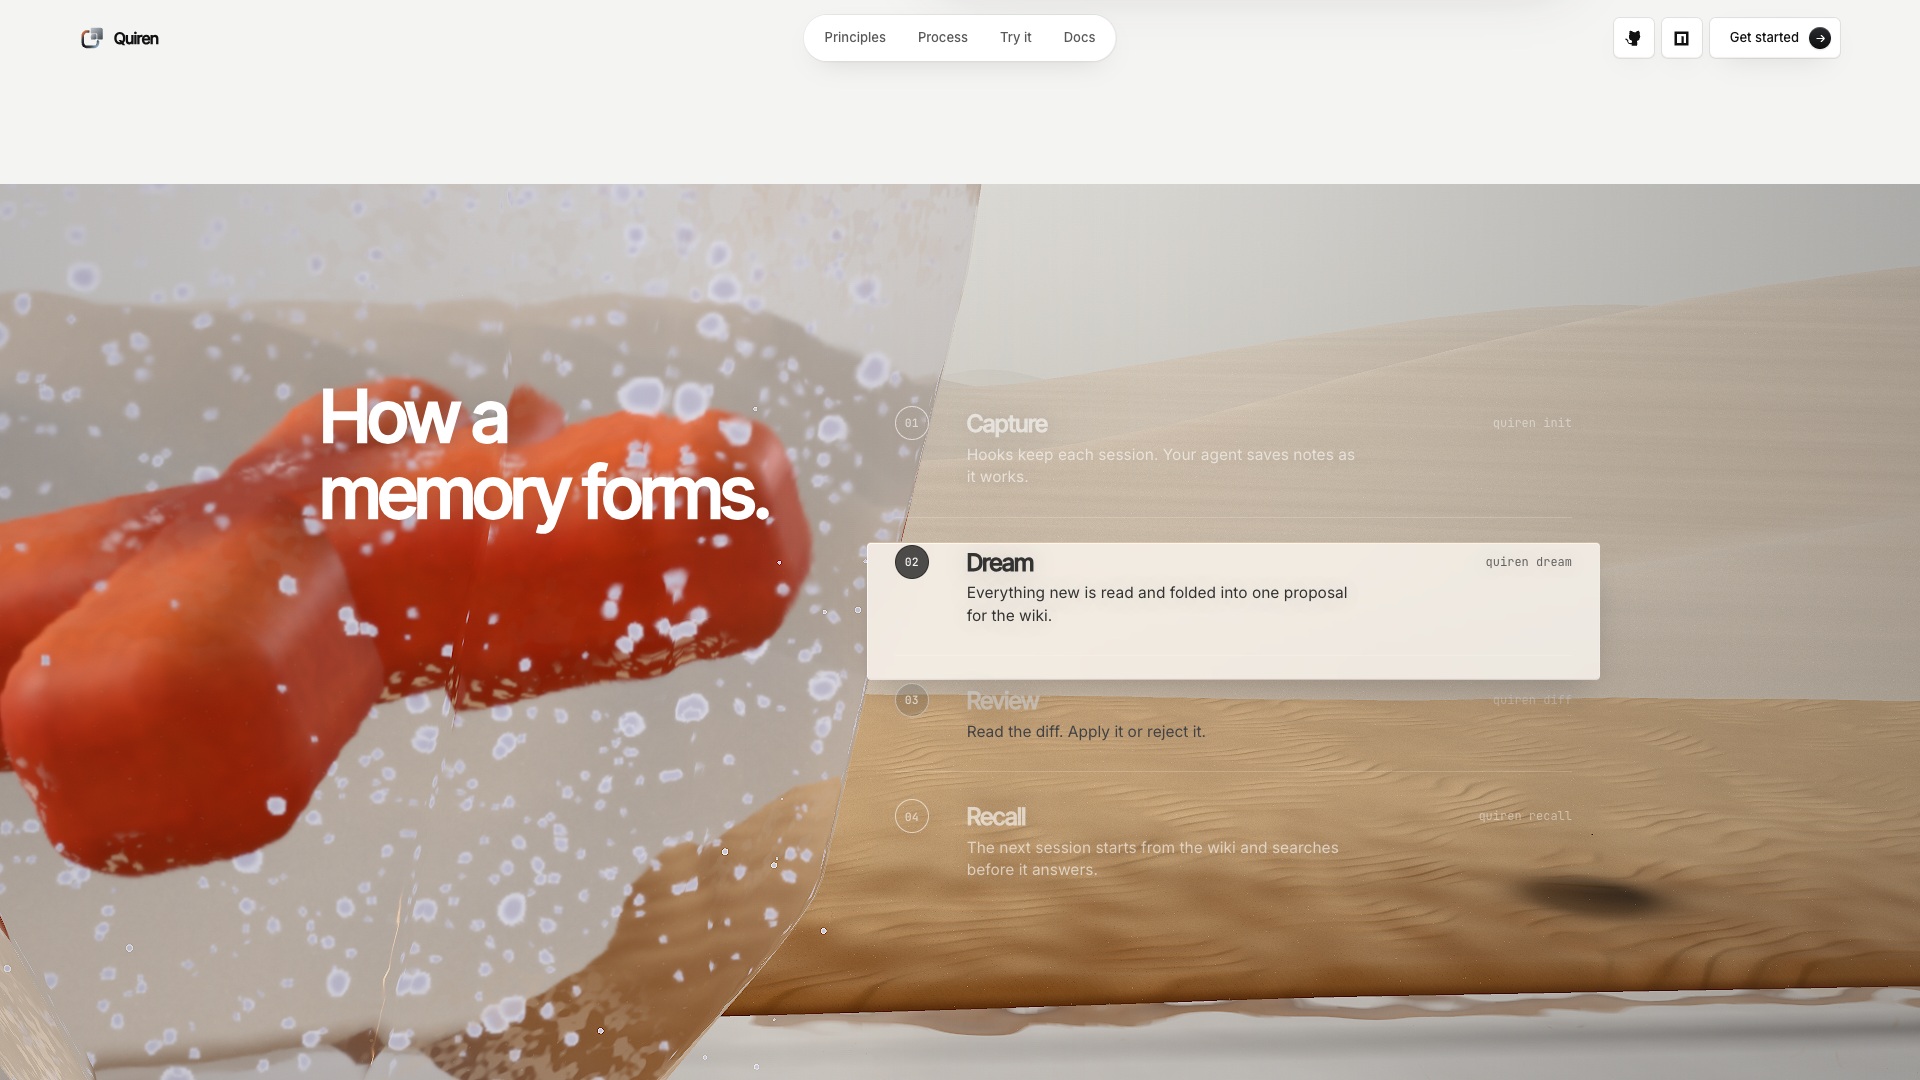 Quiren
Principles
Process
Try it
Docs
Get started
How a
memory forms.
01
Capture
quiren init
Hooks keep each session. Your agent saves notes as
it works.
02
Dream
quiren dream
Everything new is read and folded into one proposal
for the wiki.
03
Review
quiren diff
Read the diff. Apply it or reject it.
04
Recall
quiren recall
The next session starts from the wiki and searches
before it answers.